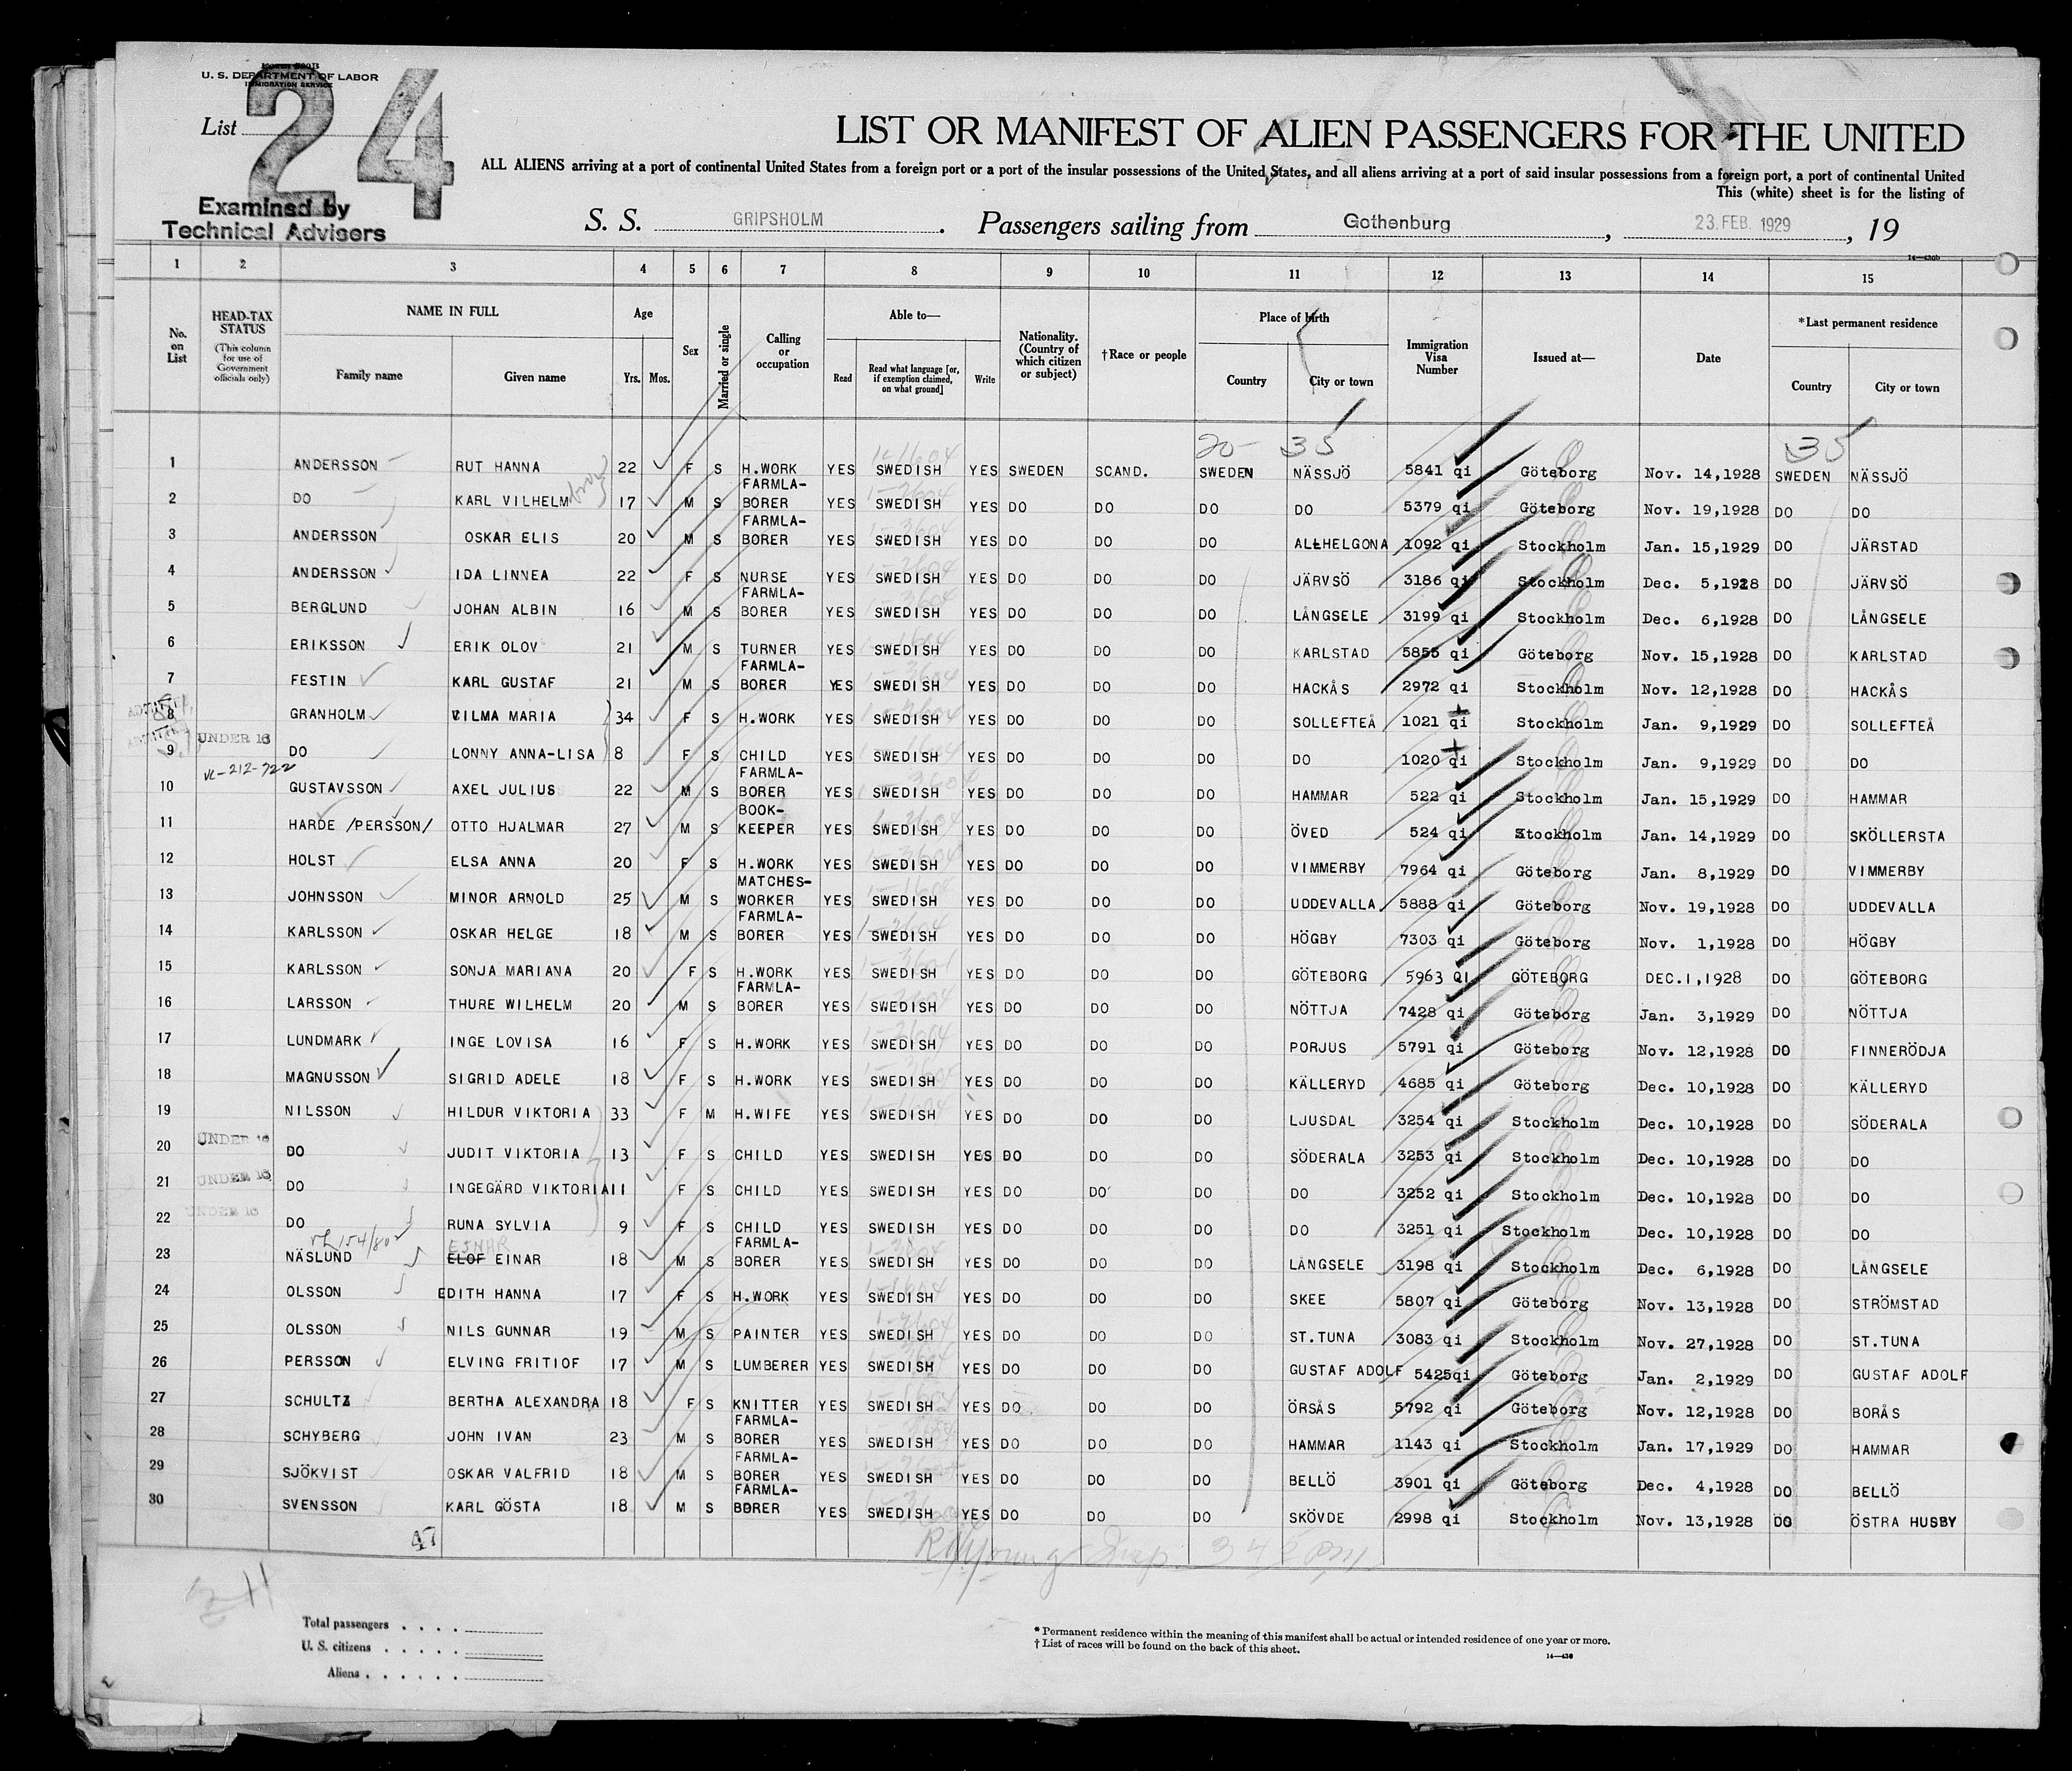 U. S. DEPARTMENT OF LABOR
IMMIGRATION SERVICE
List
24
Examined by
Technical Advisers
LIST OR MANIFEST OF ALIEN PASSENGERS FOR THE UNITED
ALL ALIENS arriving at a port of continental United States from a foreign port or a port of the insular possessions of the United States, and all aliens arriving at a port of said insular possessions from a foreign port, a port of continental United
This (white) sheet is for the listing of
S. S. GRIPSHOLM. Passengers sailing from Gothenburg, 23. FEB. 1929, 19
14—430b
1 2 3 4 5 6 7 8 9 10 11 12 13 14 15
No. on List HEAD-TAX STATUS (This column for use of Government officials only) NAME IN FULL Family name Given name Age Yrs. Mos. Sex Married or single Calling or occupation Able to— Read Read what language [or, if exemption claimed, on what ground] Write Nationality. (Country of which citizen or subject) †Race or people Place of birth Country City or town Immigration Visa Number Issued at— Date *Last permanent residence Country City or town
20- 35 35
1 ANDERSSON RUT HANNA 22 F S H.WORK YES SWEDISH YES SWEDEN SCAND. SWEDEN NÄSSJÖ 5841 qi Göteborg Nov. 14,1928 SWEDEN NÄSSJÖ
2 DO KARL VILHELM 17 M S FARMLA-BORER YES SWEDISH YES DO DO DO DO 5379 qi Göteborg Nov. 19,1928 DO DO
3 ANDERSSON OSKAR ELIS 20 M S FARMLA-BORER YES SWEDISH YES DO DO DO ALLHELGONA 1092 qi Stockholm Jan. 15,1929 DO JÄRSTAD
4 ANDERSSON IDA LINNEA 22 F S NURSE YES SWEDISH YES DO DO DO JÄRVSÖ 3186 qi Stockholm Dec. 5,1928 DO JÄRVSÖ
5 BERGLUND JOHAN ALBIN 16 M S FARMLA-BORER YES SWEDISH YES DO DO DO LÅNGSELE 3199 qi Stockholm Dec. 6,1928 DO LÅNGSELE
6 ERIKSSON ERIK OLOV 21 M S TURNER YES SWEDISH YES DO DO DO KARLSTAD 5855 qi Göteborg Nov. 15,1928 DO KARLSTAD
7 FESTIN KARL GUSTAF 21 M S FARMLA-BORER YES SWEDISH YES DO DO DO HACKÅS 2972 qi Stockholm Nov. 12,1928 DO HACKÅS
8 GRANHOLM VILMA MARIA 34 F S H.WORK YES SWEDISH YES DO DO DO SOLLEFTEÅ 1021 qi Stockholm Jan. 9,1929 DO SOLLEFTEÅ
9 UNDER 16 DO LONNY ANNA-LISA 8 F S CHILD YES SWEDISH YES DO DO DO DO 1020 qi Stockholm Jan. 9,1929 DO DO
10 GUSTAVSSON AXEL JULIUS 22 M S FARMLA-BORER YES SWEDISH YES DO DO DO HAMMAR 522 qi Stockholm Jan. 15,1929 DO HAMMAR
11 HARDE /PERSSON/ OTTO HJALMAR 27 M S BOOK-KEEPER YES SWEDISH YES DO DO DO ÖVED 524 qi Stockholm Jan. 14,1929 DO SKÖLLERSTA
12 HOLST ELSA ANNA 20 F S H.WORK YES SWEDISH YES DO DO DO VIMMERBY 7964 qi Göteborg Jan. 8,1929 DO VIMMERBY
13 JOHNSSON MINOR ARNOLD 25 M S MATCHES-WORKER YES SWEDISH YES DO DO DO UDDEVALLA 5888 qi Göteborg Nov. 19,1928 DO UDDEVALLA
14 KARLSSON OSKAR HELGE 18 M S FARMLA-BORER YES SWEDISH YES DO DO DO HÖGBY 7303 qi Göteborg Nov. 1,1928 DO HÖGBY
15 KARLSSON SONJA MARIANA 20 F S H.WORK YES SWEDISH YES DO DO DO GÖTEBORG 5963 QI GÖTEBORG DEC.1,1928 DO GÖTEBORG
16 LARSSON THURE WILHELM 20 M S FARMLA-BORER YES SWEDISH YES DO DO DO NÖTTJA 7428 qi Göteborg Jan. 3,1929 DO NÖTTJA
17 LUNDMARK INGE LOVISA 16 F S H.WORK YES SWEDISH YES DO DO DO PORJUS 5791 qi Göteborg Nov. 12,1928 DO FINNERÖDJA
18 MAGNUSSON SIGRID ADELE 18 F S H.WORK YES SWEDISH YES DO DO DO KÄLLERYD 4685 qi Göteborg Dec. 10,1928 DO KÄLLERYD
19 NILSSON HILDUR VIKTORIA 33 F M H.WIFE YES SWEDISH YES DO DO DO LJUSDAL 3254 qi Stockholm Dec. 10,1928 DO SÖDERALA
20 UNDER 16 DO JUDIT VIKTORIA 13 F S CHILD YES SWEDISH YES DO DO DO SÖDERALA 3253 qi Stockholm Dec. 10,1928 DO DO
21 UNDER 16 DO INGEGÄRD VIKTORIA 11 F S CHILD YES SWEDISH YES DO DO DO DO 3252 qi Stockholm Dec. 10,1928 DO DO
22 UNDER 16 DO RUNA SYLVIA 9 F S CHILD YES SWEDISH YES DO DO DO DO 3251 qi Stockholm Dec. 10,1928 DO DO
23 NÄSLUND ELOF EINAR 18 M S FARMLA-BORER YES SWEDISH YES DO DO DO LÅNGSELE 3198 qi Stockholm Dec. 6,1928 DO LÅNGSELE
24 OLSSON EDITH HANNA 17 F S H.WORK YES SWEDISH YES DO DO DO SKEE 5807 qi Göteborg Nov. 13,1928 DO STRÖMSTAD
25 OLSSON NILS GUNNAR 19 M S PAINTER YES SWEDISH YES DO DO DO ST.TUNA 3083 qi Stockholm Nov. 27,1928 DO ST.TUNA
26 PERSSON ELVING FRITIOF 17 M S LUMBERER YES SWEDISH YES DO DO DO GUSTAF ADOLF 5425qi Göteborg Jan. 2,1929 DO GUSTAF ADOLF
27 SCHULTZ BERTHA ALEXANDRA 18 F S KNITTER YES SWEDISH YES DO DO DO ÖRSÅS 5792 qi Göteborg Nov. 12,1928 DO BORÅS
28 SCHYBERG JOHN IVAN 23 M S FARMLA-BORER YES SWEDISH YES DO DO DO HAMMAR 1143 qi Stockholm Jan. 17,1929 DO HAMMAR
29 SJÖKVIST OSKAR VALFRID 18 M S FARMLA-BORER YES SWEDISH YES DO DO DO BELLÖ 3901 qi Göteborg Dec. 4,1928 DO BELLÖ
30 SVENSSON KARL GÖSTA 18 M S FARMLA-BORER YES SWEDISH YES DO DO DO SKÖVDE 2998 qi Stockholm Nov. 13,1928 DO ÖSTRA HUSBY
47
Total passengers
U. S. citizens
Aliens
* Permanent residence within the meaning of this manifest shall be actual or intended residence of one year or more.
† List of races will be found on the back of this sheet.
14—430